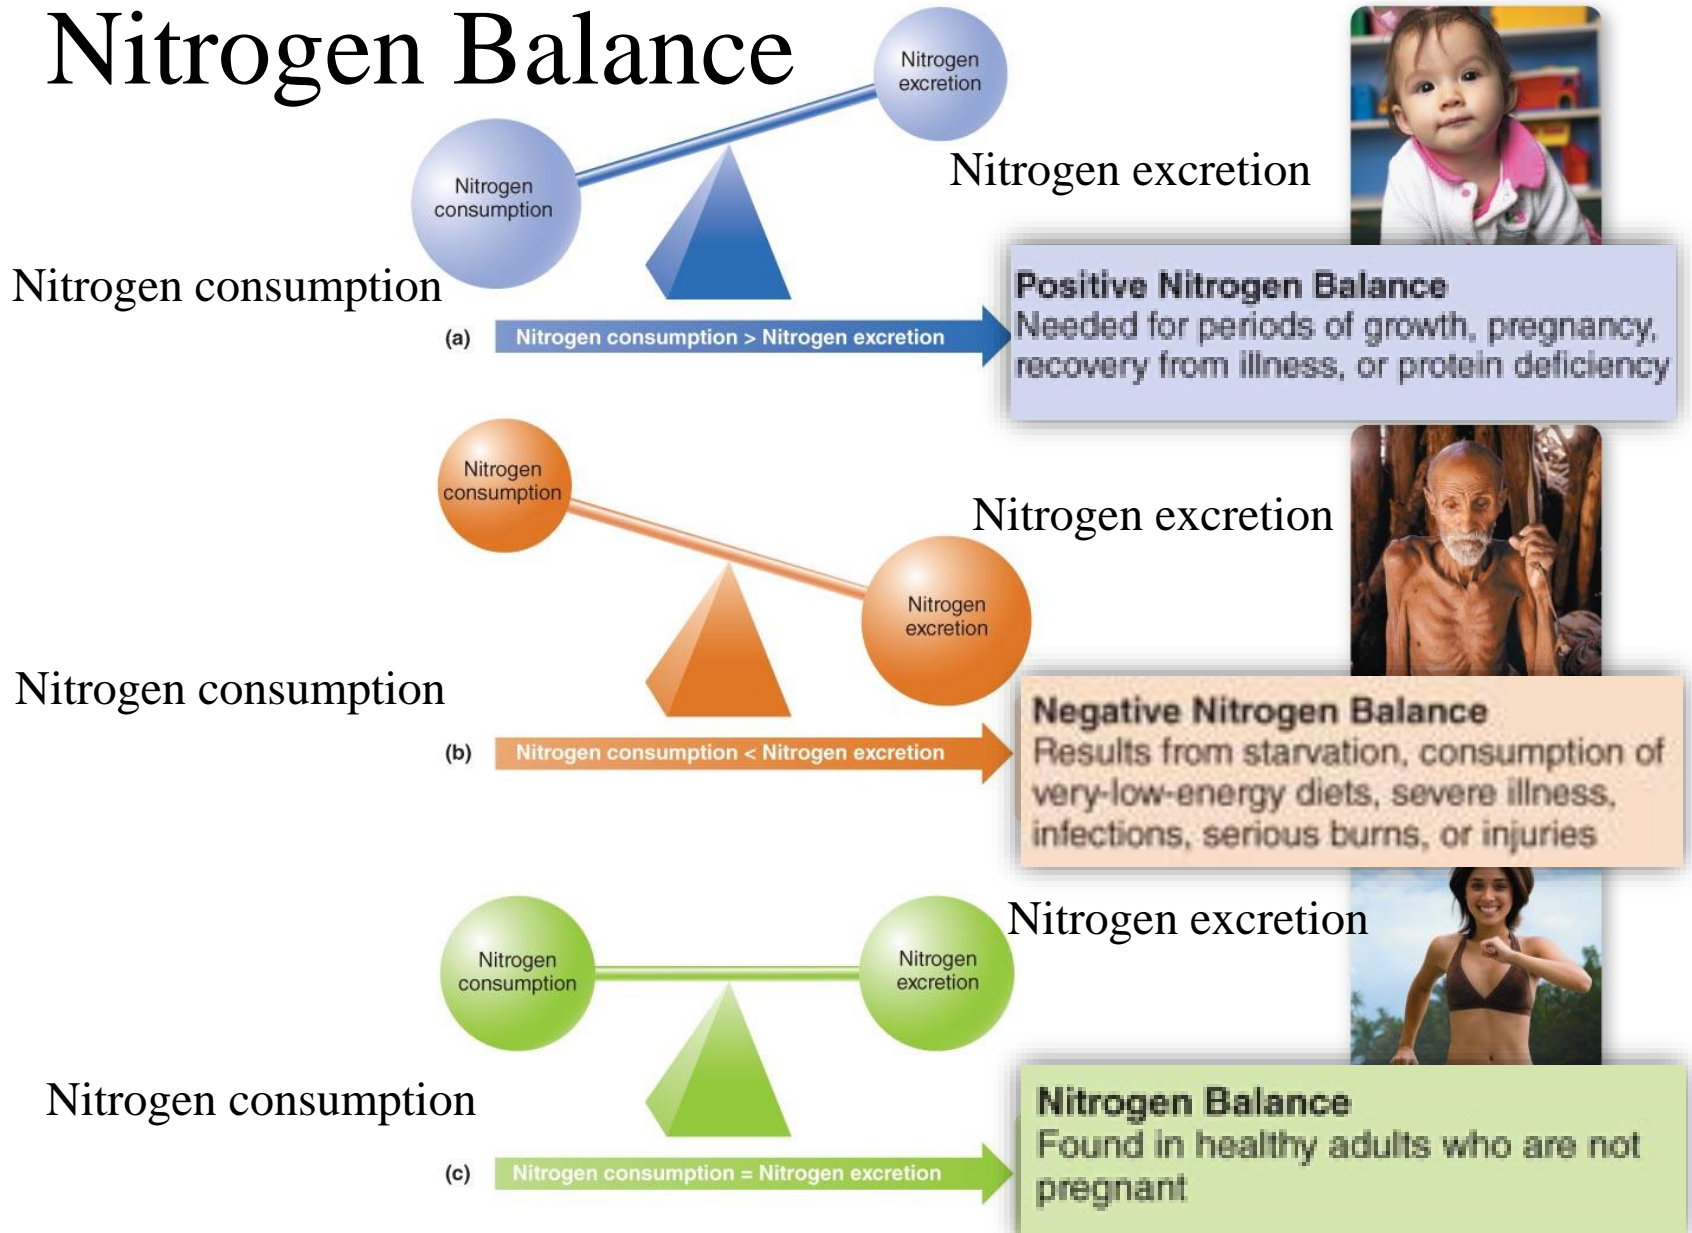 Nitrogen Balance
Nitrogen
excretion
Nitrogen
consumption
Nitrogen excretion
Nitrogen consumption
(a)
Nitrogen consumption > Nitrogen excretion
Positive Nitrogen Balance
Needed for periods of growth, pregnancy,
recovery from illness, or protein deficiency
Nitrogen
consumption
Nitrogen excretion
Nitrogen
excretion
Nitrogen consumption
(b)
Nitrogen consumption < Nitrogen excretion
Negative Nitrogen Balance
Results from starvation, consumption of
very-low-energy diets, severe illness,
infections, serious burns, or injuries
Nitrogen excretion
Nitrogen
consumption
Nitrogen
excretion
Nitrogen consumption
(c)
Nitrogen consumption = Nitrogen excretion
Nitrogen Balance
Found in healthy adults who are not
pregnant